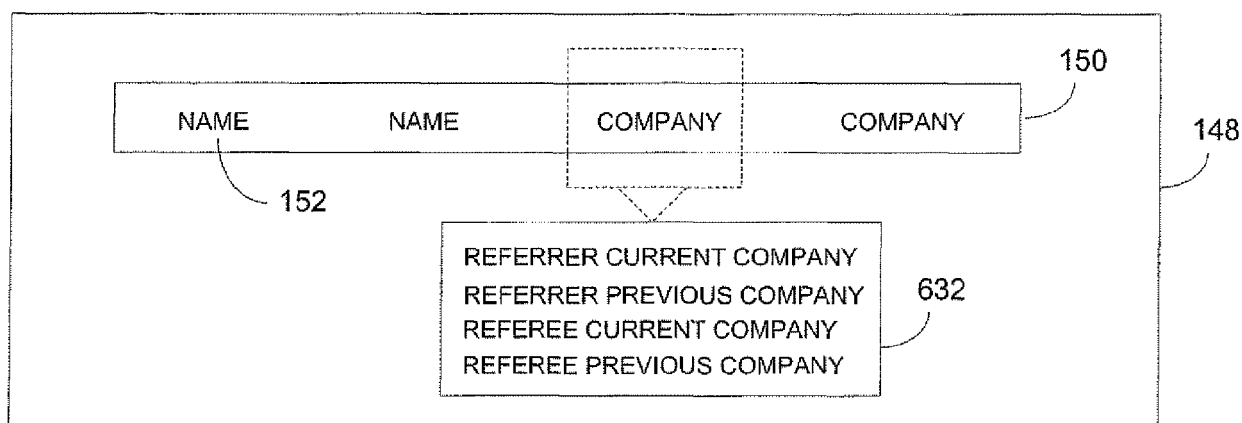 150
NAME NAME COMPANY COMPANY
148
152
REFERRER CURRENT COMPANY
REFERRER PREVIOUS COMPANY
632
REFEREE CURRENT COMPANY
REFEREE PREVIOUS COMPANY